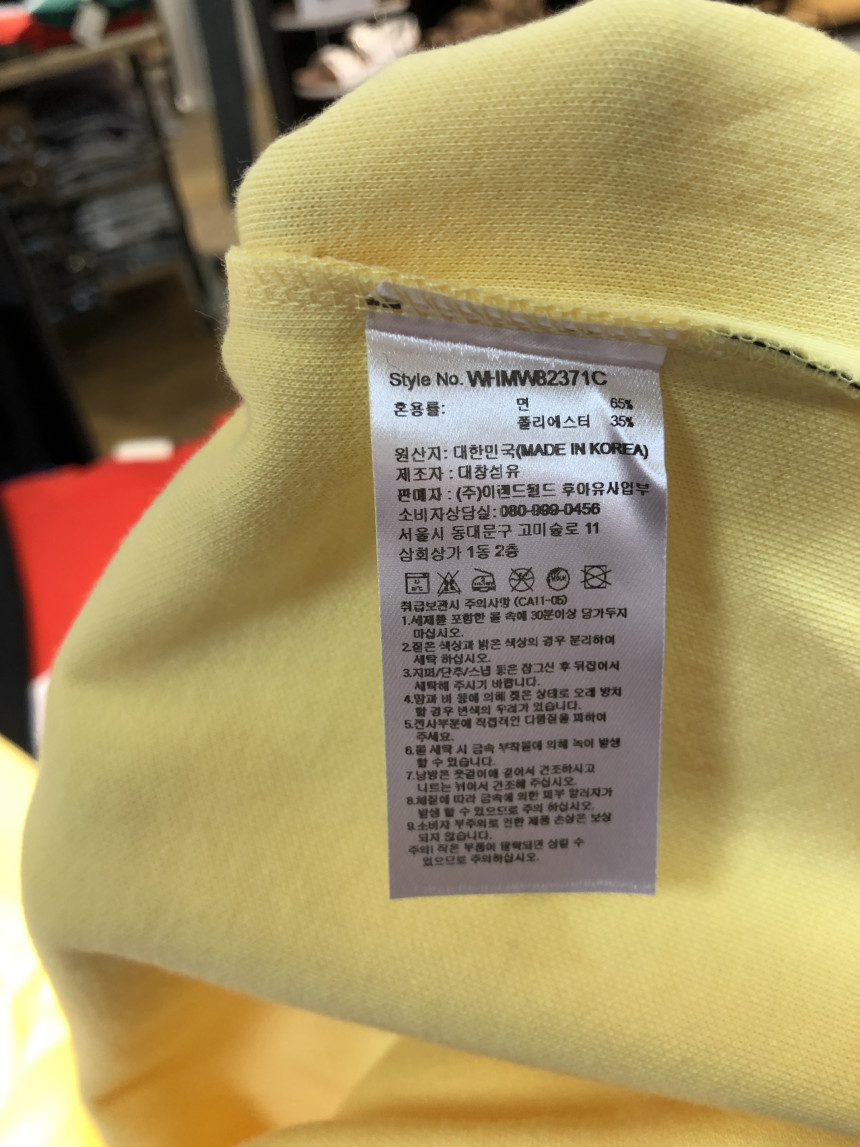 Style No. WHMW82371C
혼용률: 면 65%
폴리에스터 35%
원산지: 대한민국(MADE IN KOREA)
제조자 : 대창섬유
판매자 : (주)이랜드월드 후아유사업부
소비자상담실: 080-999-0456
서울시 동대문구 고미술로 11
삼희상가 1동 2층
취급보관시 주의사명 (CA11-05)
1.세제를 포함한 물 속에 30분이상 담가두지
마십시오.
2.짙은 색상과 밝은 색상의 경우 분리하여
세탁 하십시오.
3.지퍼/단추/스냅 등은 잠그신 후 뒤집어서
세탁해 주시기 바랍니다.
4.땀과 비 등에 의해 젖은 상태로 오래 방치
할 경우 변색의 우려가 있습니다.
5.전사부분에 직접적인 다림질을 피하여
주세요.
6.물 세탁 시 금속 부착물에 의해 녹이 발생
할 수 있습니다.
7.남방은 옷걸이에 걸어서 건조하시고
니트는 뉘어서 건조해 주십시오.
8.체질에 따라 금속에 의한 피부 알러지가
발생 할 수 있으므로 주의 하십시오.
9.소비자 부주의로 인한 제품 손상은 보상
되지 않습니다.
주의! 작은 부품이 탈락되면 삼킬 수
있으므로 주의하십시오.